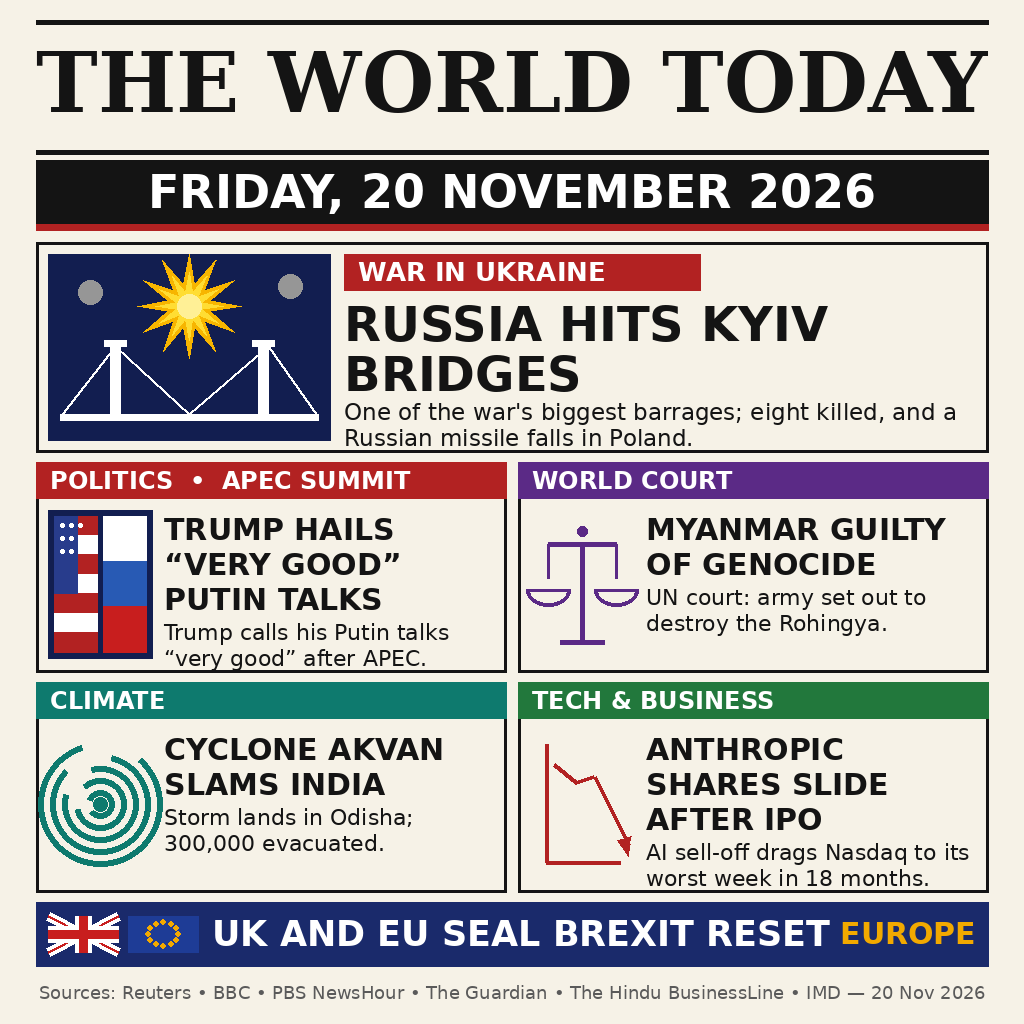 THE WORLD TODAY
FRIDAY, 20 NOVEMBER 2026
WAR IN UKRAINE
RUSSIA HITS KYIV
BRIDGES
One of the war's biggest barrages; eight killed, and a
Russian missile falls in Poland.
POLITICS • APEC SUMMIT
TRUMP HAILS
“VERY GOOD”
PUTIN TALKS
Trump calls his Putin talks
“very good” after APEC.
WORLD COURT
MYANMAR GUILTY
OF GENOCIDE
UN court: army set out to
destroy the Rohingya.
CLIMATE
CYCLONE AKVAN
SLAMS INDIA
Storm lands in Odisha;
300,000 evacuated.
TECH & BUSINESS
ANTHROPIC
SHARES SLIDE
AFTER IPO
AI sell-off drags Nasdaq to its
worst week in 18 months.
UK AND EU SEAL BREXIT RESET EUROPE
Sources: Reuters • BBC • PBS NewsHour • The Guardian • The Hindu BusinessLine • IMD — 20 Nov 2026